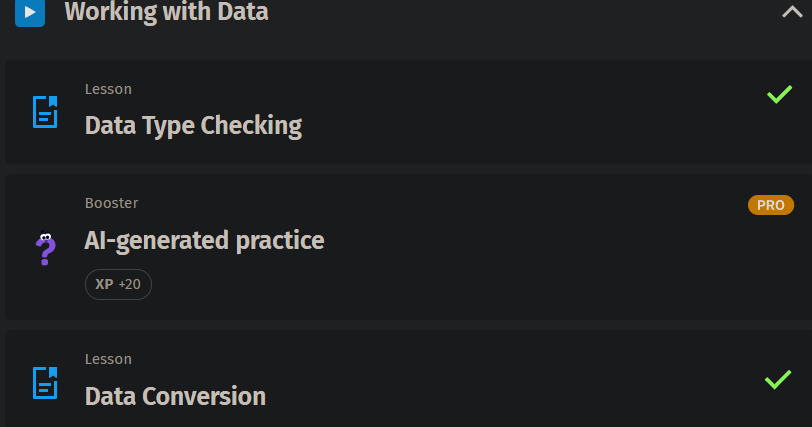 Working with Data
Lesson
Data Type Checking
Booster
PRO
AI-generated practice
XP +20
Lesson
Data Conversion